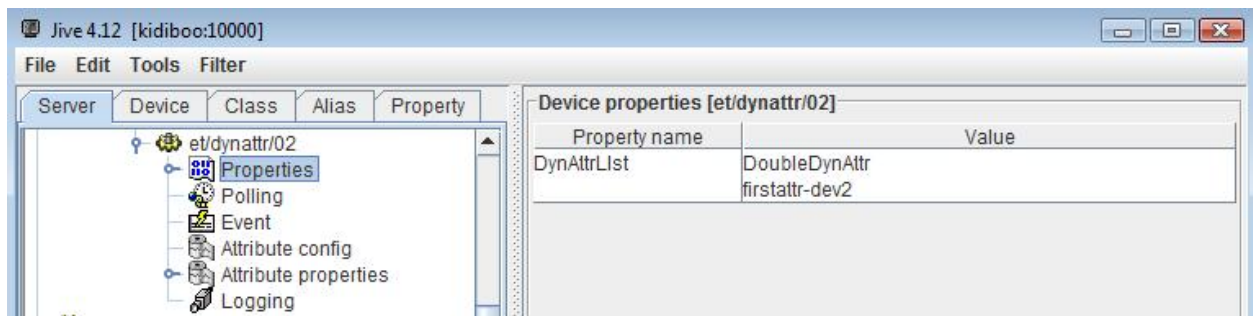 Jive 4.12 [kidiboo:10000]
File Edit Tools Filter
Server Device Class Alias Property
et/dynattr/02
Properties
Polling
Event
Attribute config
Attribute properties
Logging
Device properties [et/dynattr/02]
Property name Value
DynAttrLIst DoubleDynAttr
firstattr-dev2